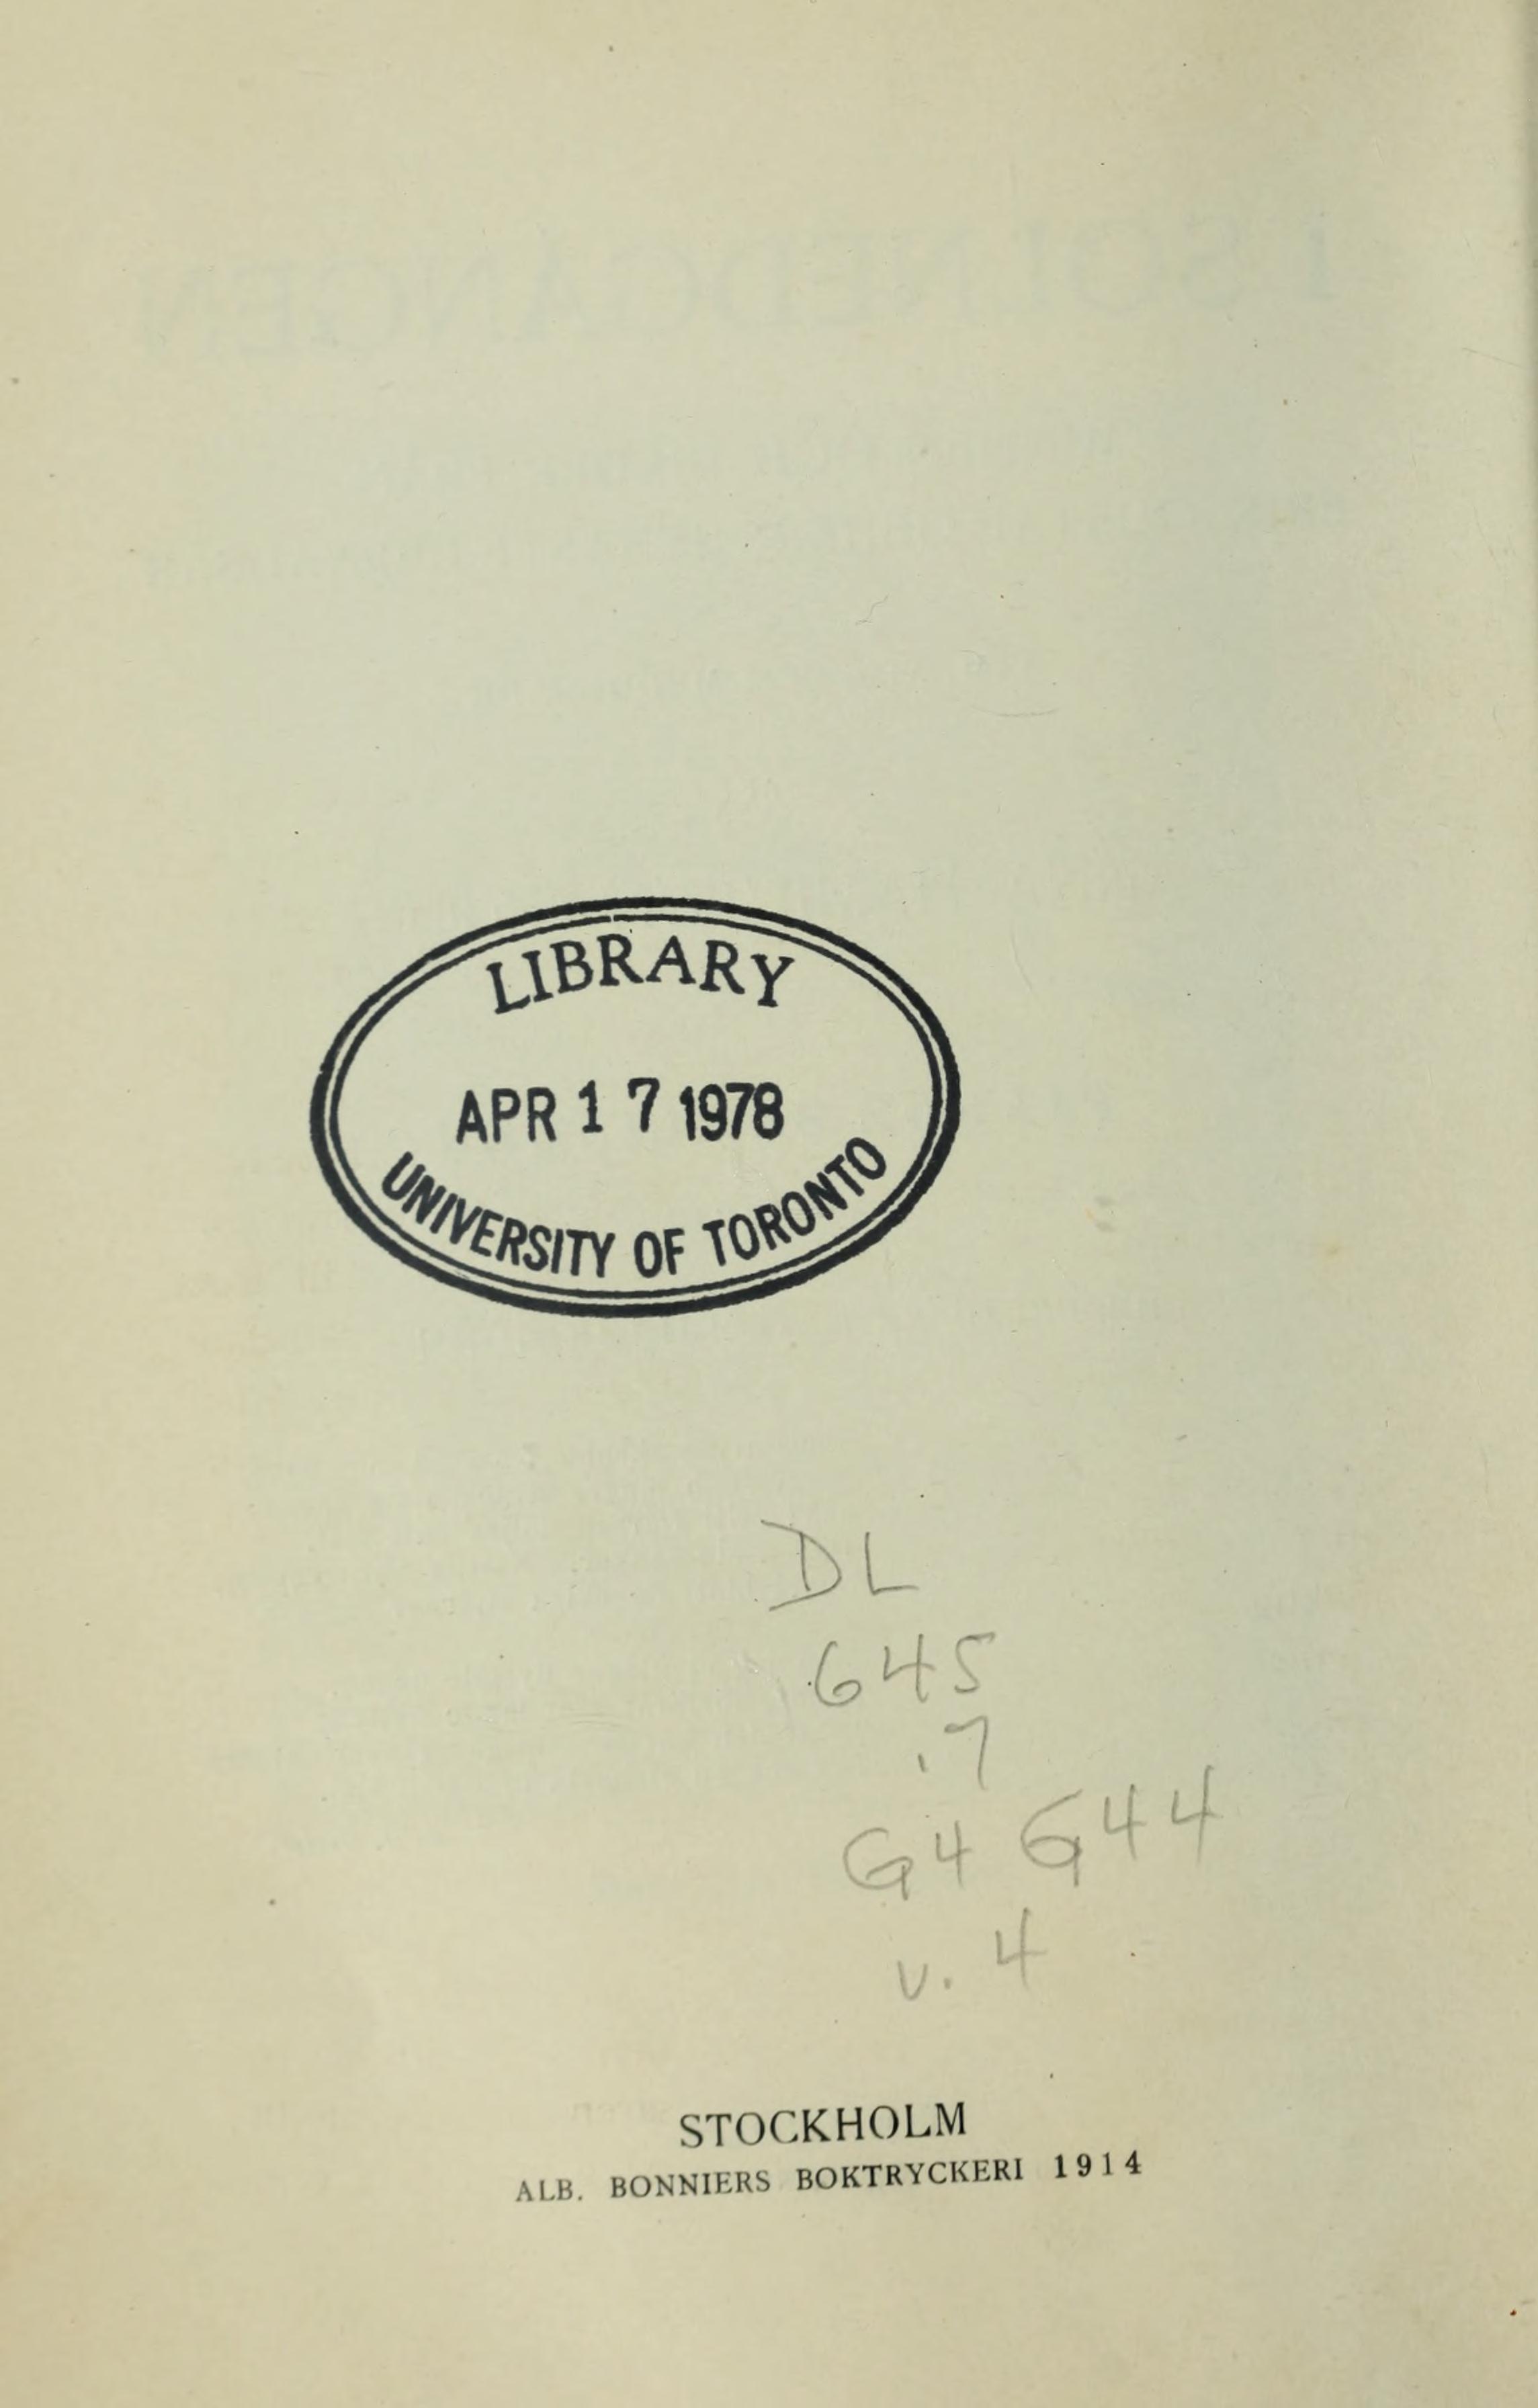 LIBRARY
APR 17 1978
UNIVERSITY OF TORONTO
DL
645
.7
G4 G44
v. 4
STOCKHOLM
ALB. BONNIERS BOKTRYCKERI 1914